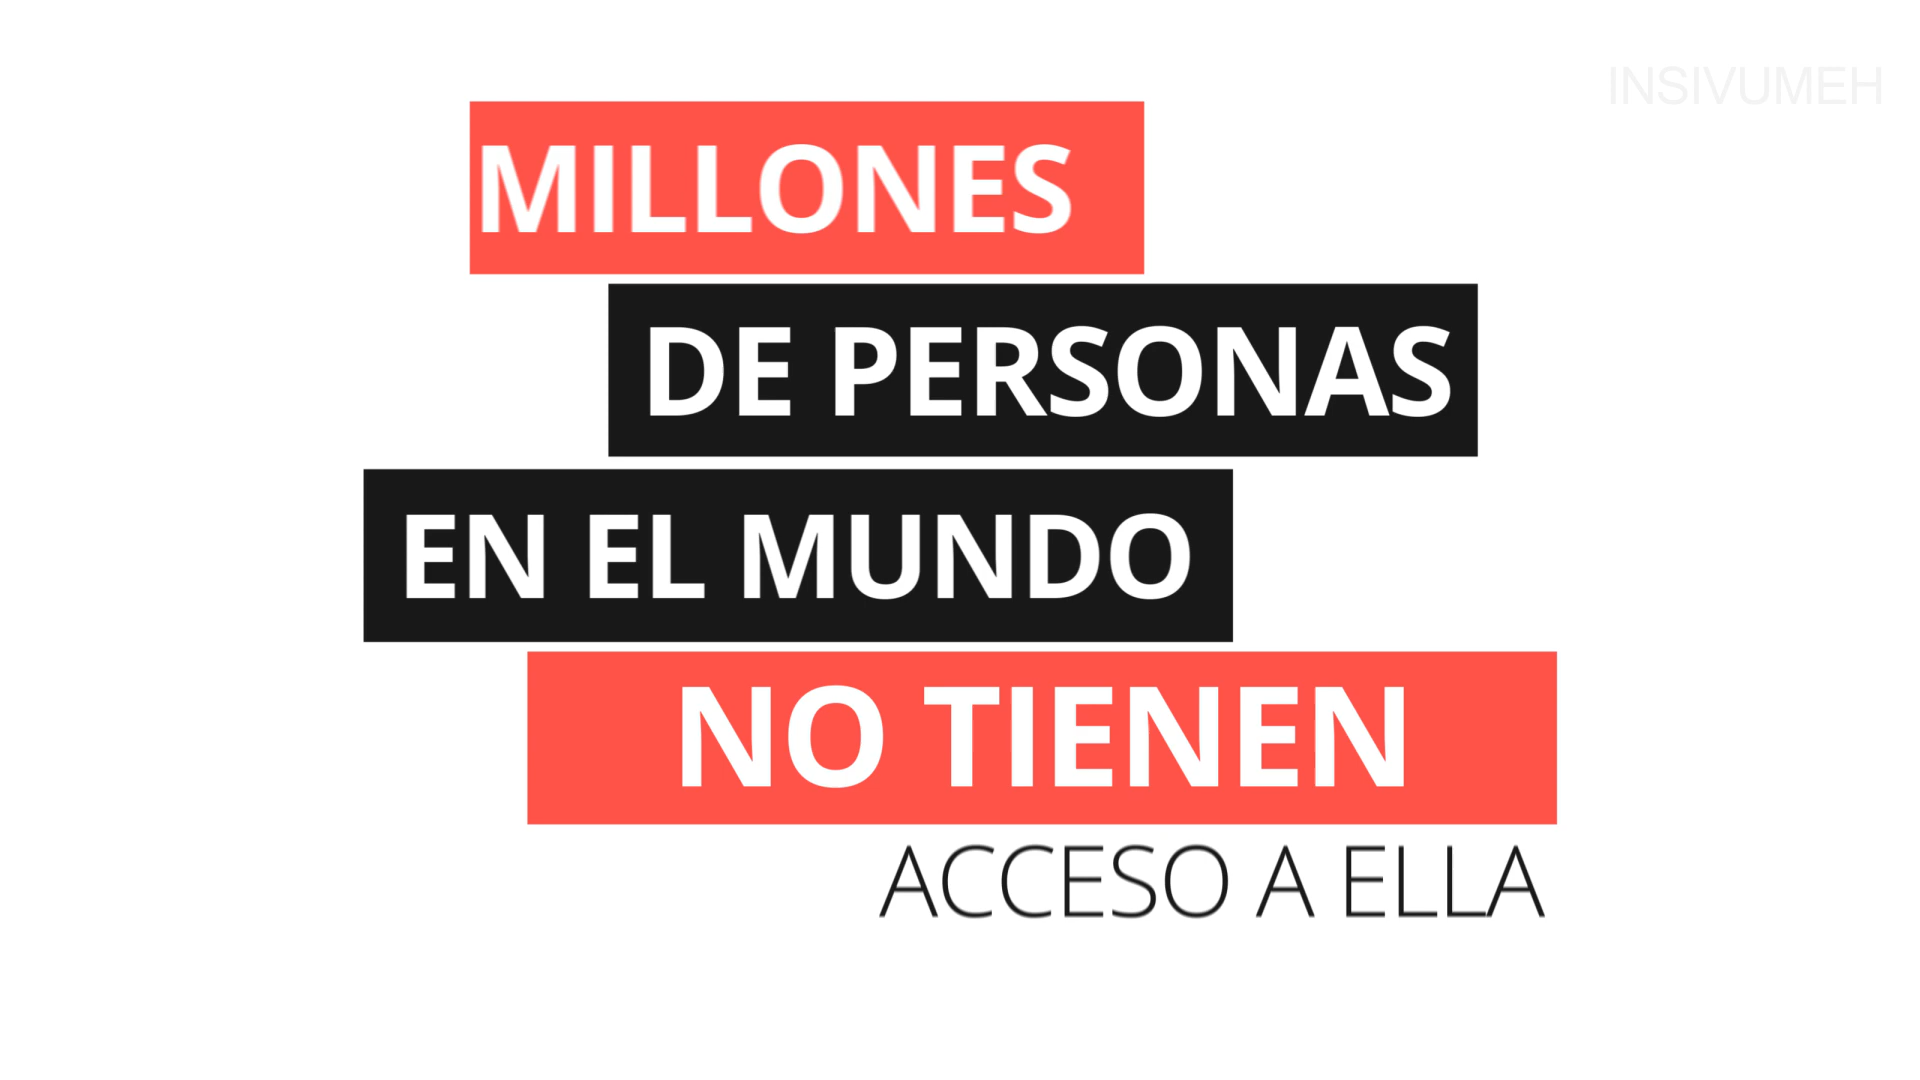 INSIVUMEH
MILLONES
DE PERSONAS
EN EL MUNDO
NO TIENEN
ACCESO A ELLA